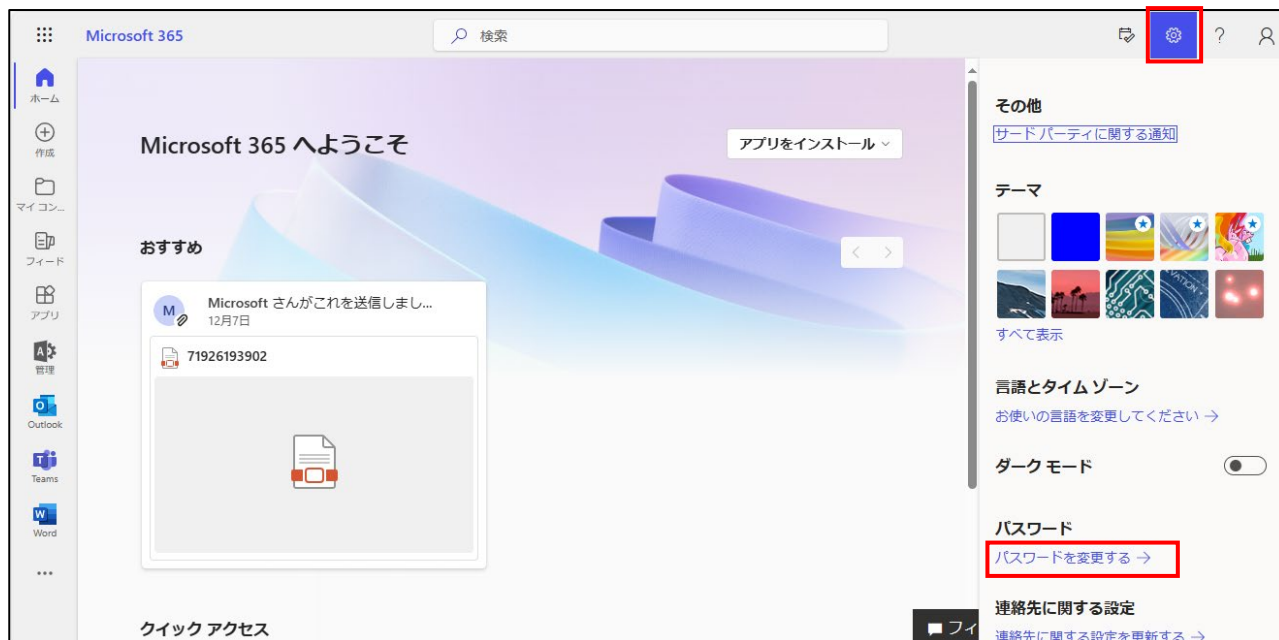 Microsoft 365
検索
ホーム
作成
マイ コン...
フィード
アプリ
管理
Outlook
Teams
Word
Microsoft 365 へようこそ
アプリをインストール
おすすめ
M
Microsoft さんがこれを送信しまし...
12月7日
71926193902
クイック アクセス
フィ
その他
サード パーティに関する通知
テーマ
すべて表示
言語とタイム ゾーン
お使いの言語を変更してください →
ダーク モード
パスワード
パスワードを変更する →
連絡先に関する設定
連絡先に関する設定を更新する →